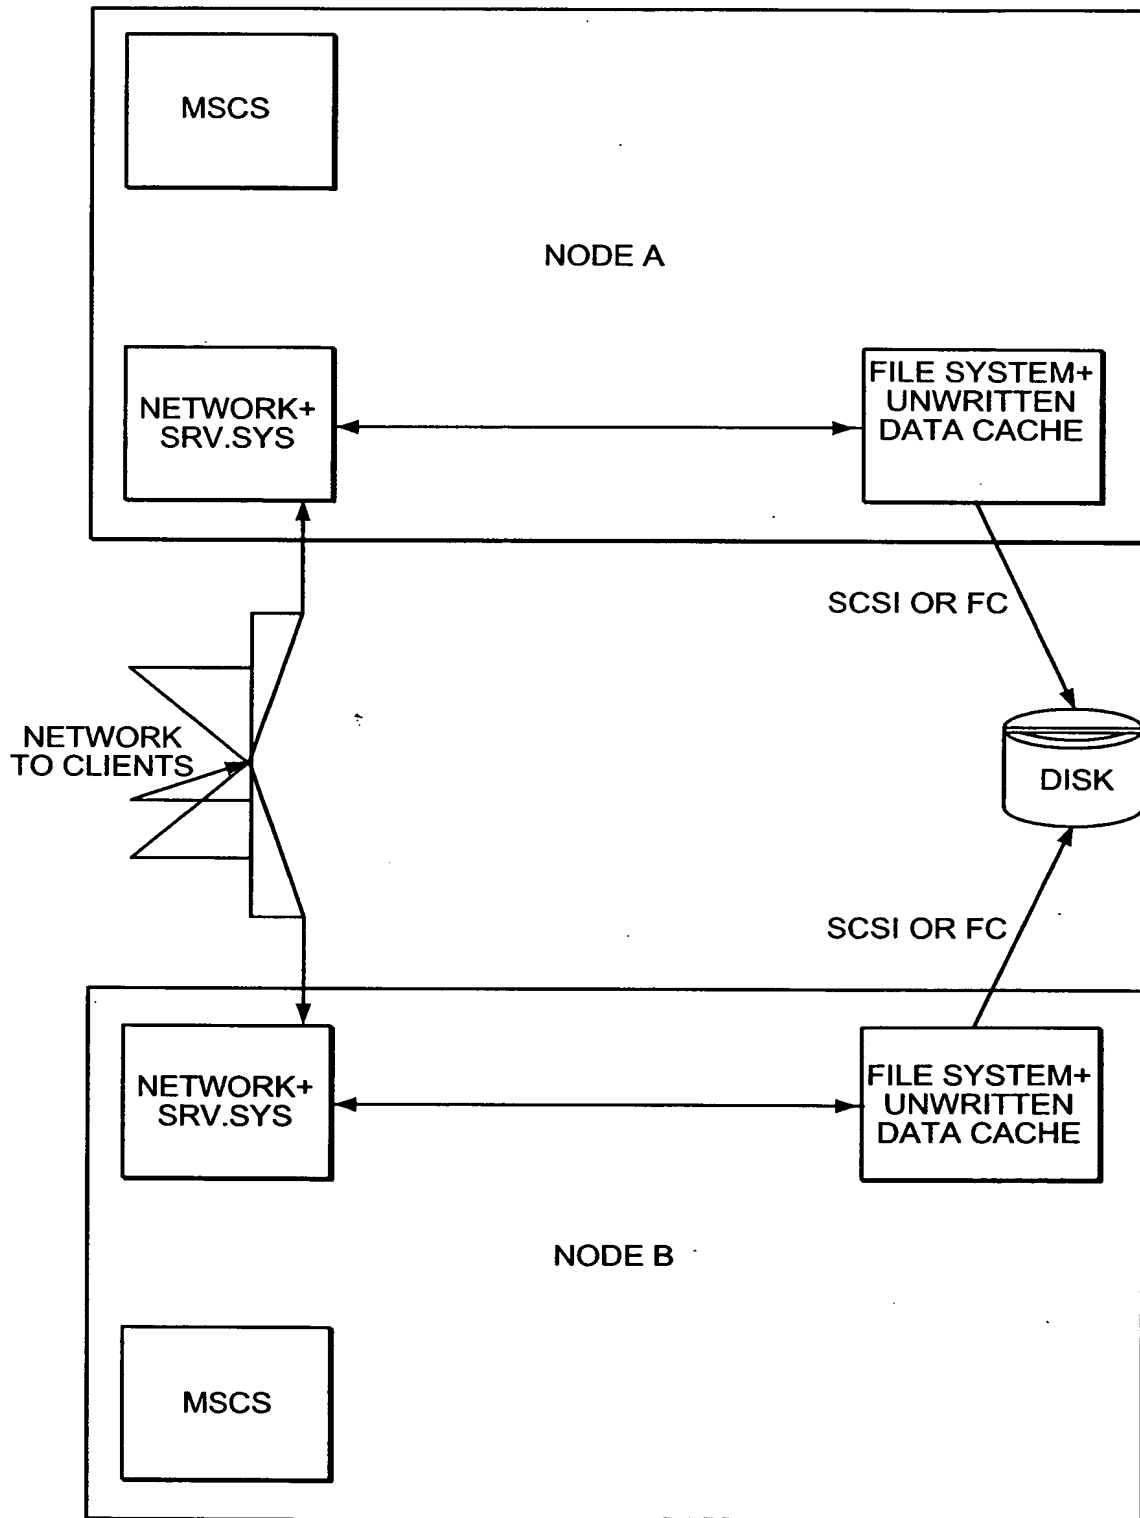 MSCS
NODE A
NETWORK+
SRV.SYS
FILE SYSTEM+
UNWRITTEN
DATA CACHE
SCSI OR FC
NETWORK
TO CLIENTS
DISK
SCSI OR FC
NETWORK+
SRV.SYS
FILE SYSTEM+
UNWRITTEN
DATA CACHE
NODE B
MSCS